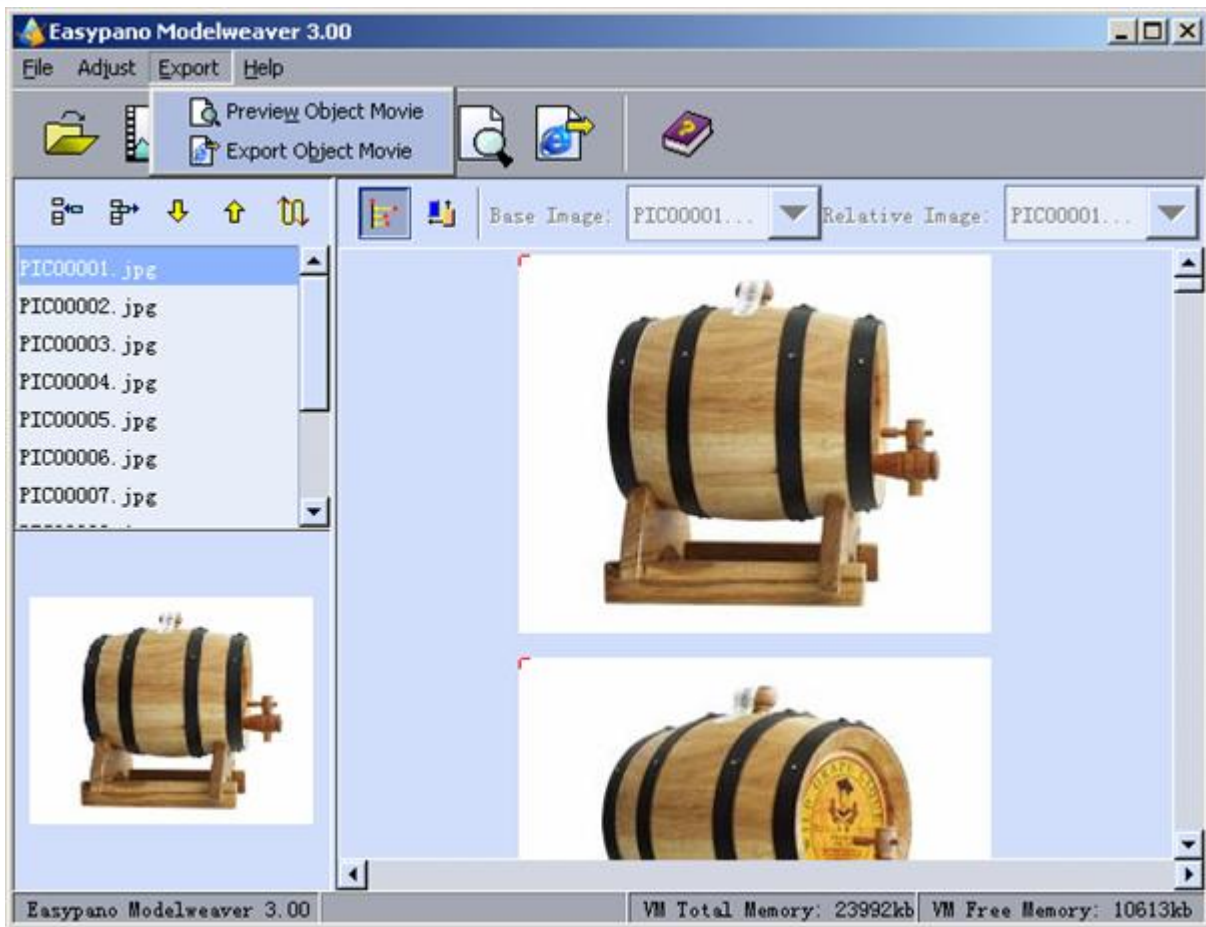 Easypano Modelweaver 3.00
File Adjust Export Help
Preview Object Movie
Export Object Movie
Base Image: PIC00001... Relative Image: PIC00001...
PIC00001.jpg
PIC00002.jpg
PIC00003.jpg
PIC00004.jpg
PIC00005.jpg
PIC00006.jpg
PIC00007.jpg
GRAPE
Easypano Modelweaver 3.00 VM Total Memory: 23992kb VM Free Memory: 10613kb